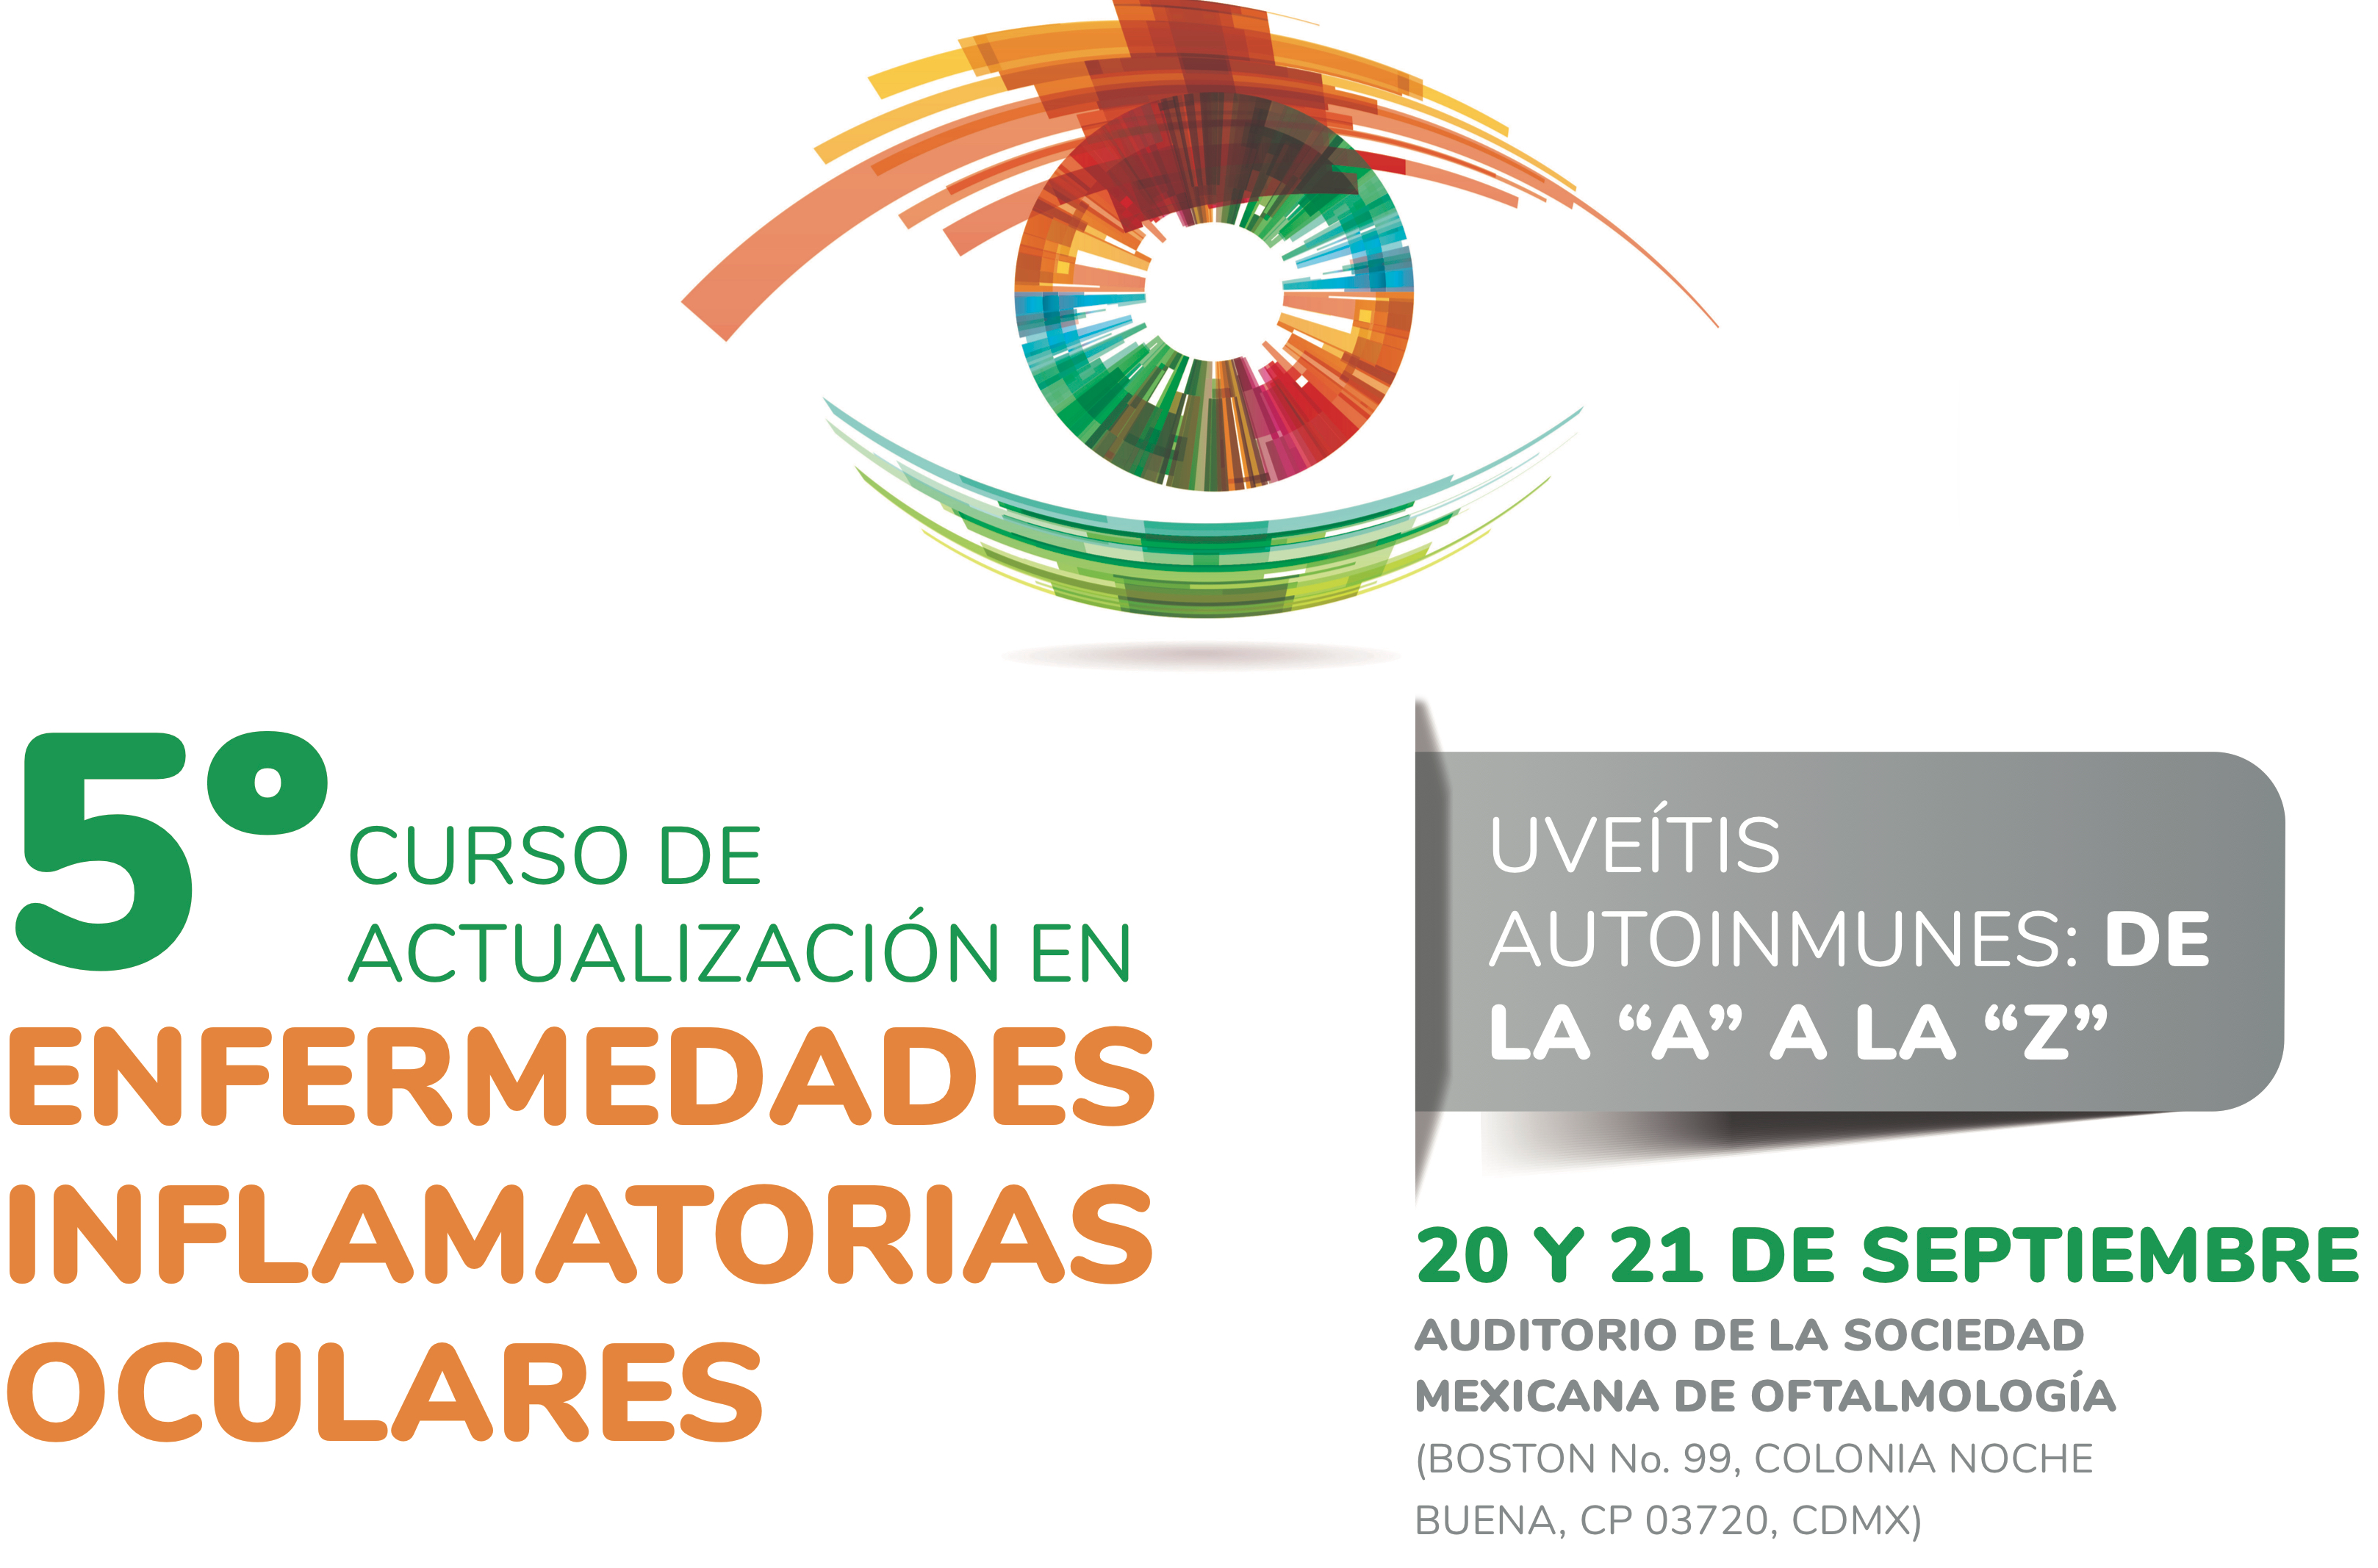 5º CURSO DE
ACTUALIZACIÓN EN
ENFERMEDADES
INFLAMATORIAS
OCULARES
UVEÍTIS
AUTOINMUNES: DE
LA “A” A LA “Z”
20 Y 21 DE SEPTIEMBRE
AUDITORIO DE LA SOCIEDAD
MEXICANA DE OFTALMOLOGÍA
(BOSTON No. 99, COLONIA NOCHE
BUENA, CP 03720, CDMX)